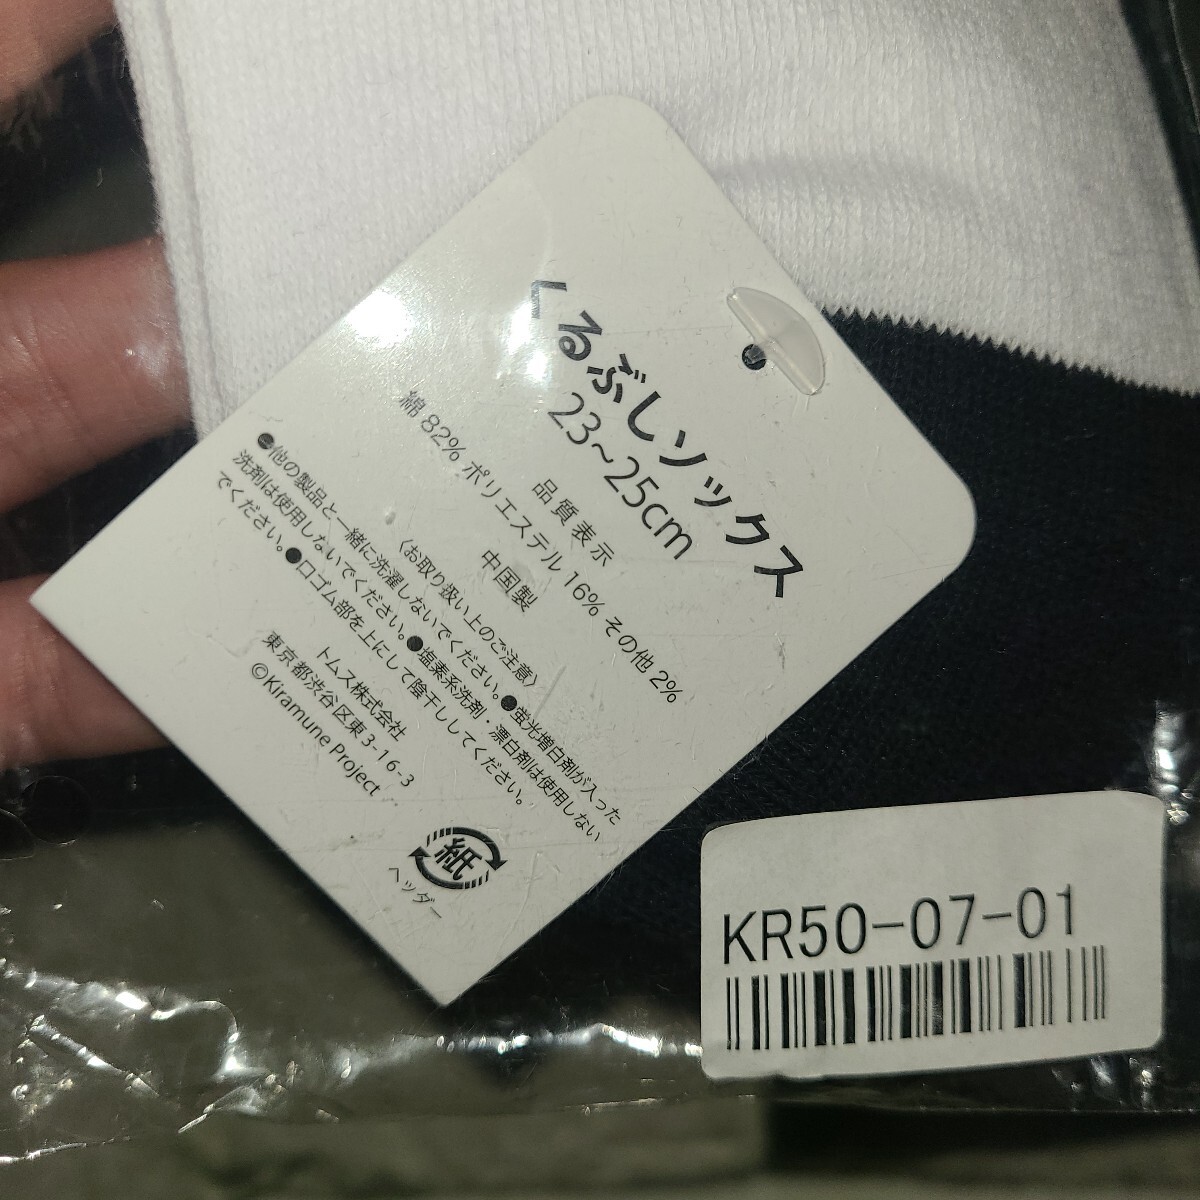 くるぶしソックス
23~25cm
品質表示
綿 82% ポリエステル 16% その他 2%
中国製
〈お取り扱い上のご注意〉
●他の製品と一緒に洗濯しないでください。●蛍光増白剤が入った
洗剤は使用しないでください。●塩素系洗剤・漂白剤は使用しない
でください。●口ゴム部を上にして陰干ししてください。
トムス株式会社
東京都渋谷区東3-16-3
©Kiramune Project
紙
ヘッダー
KR50-07-01